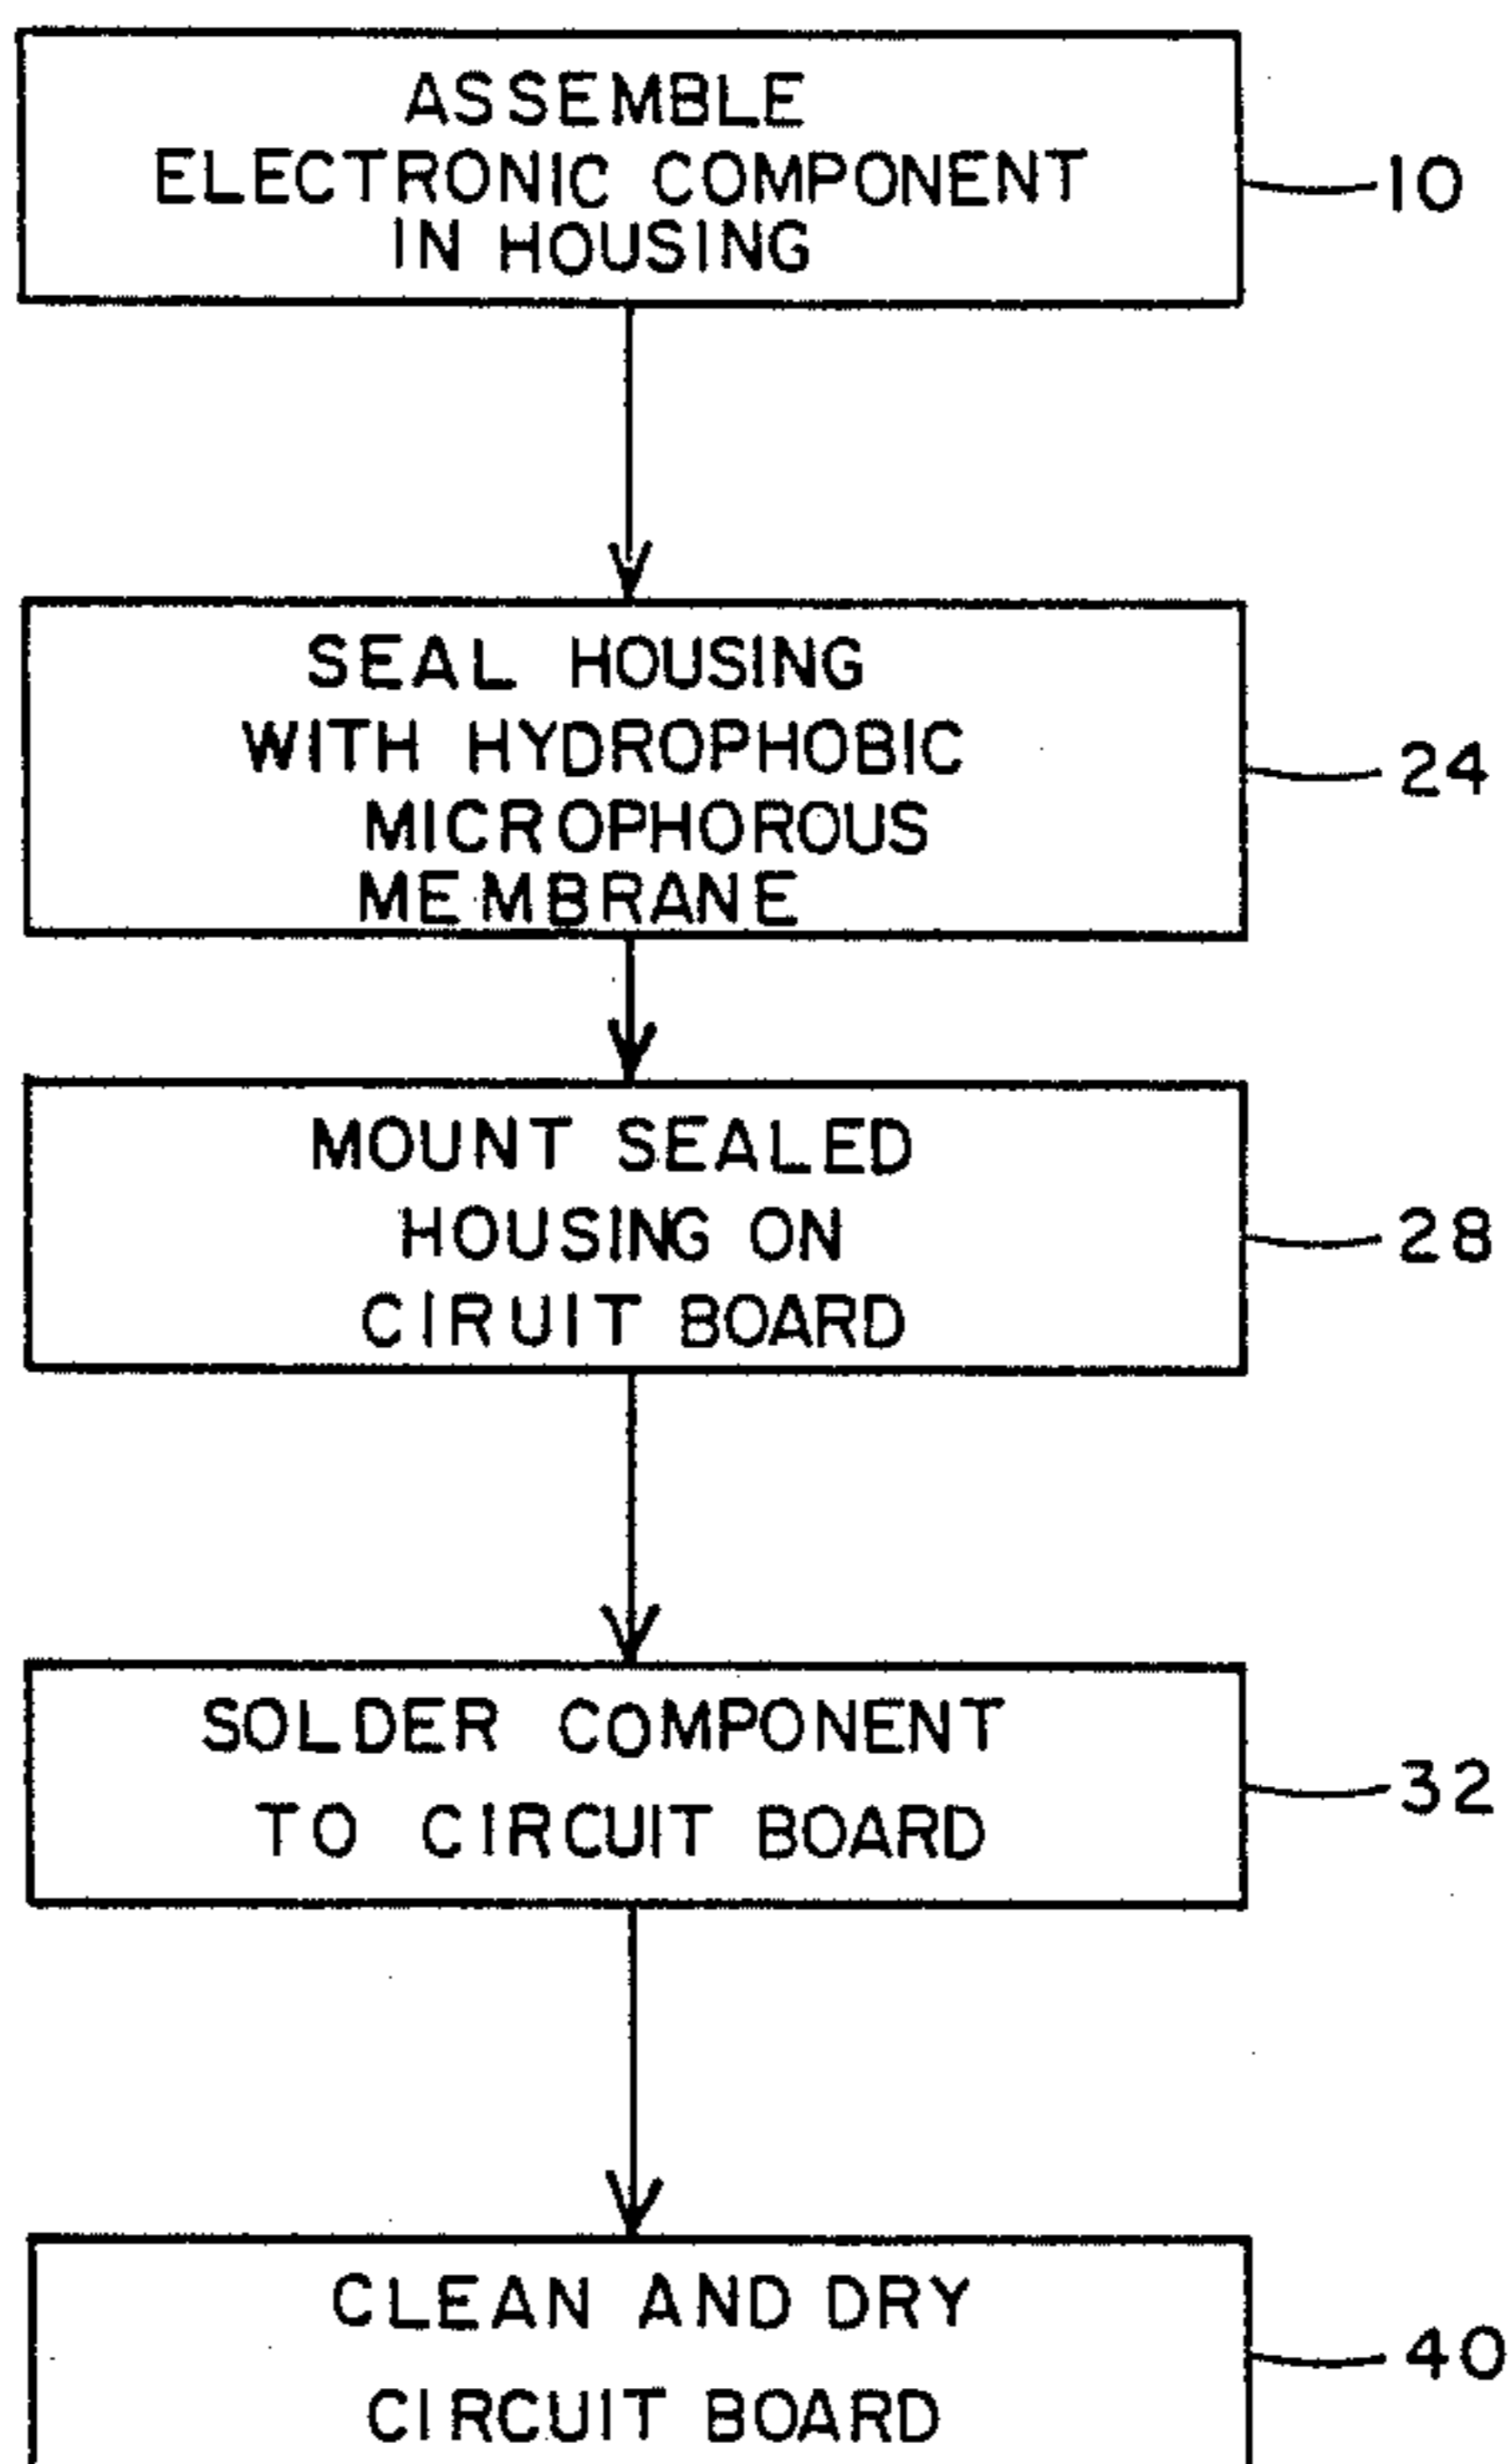 ASSEMBLE
ELECTRONIC COMPONENT
IN HOUSING
10
SEAL HOUSING
WITH HYDROPHOBIC
MICROPHOROUS
MEMBRANE
24
MOUNT SEALED
HOUSING ON
CIRUIT BOARD
28
SOLDER COMPONENT
TO CIRCUIT BOARD
32
CLEAN AND DRY
CIRCUIT BOARD
40